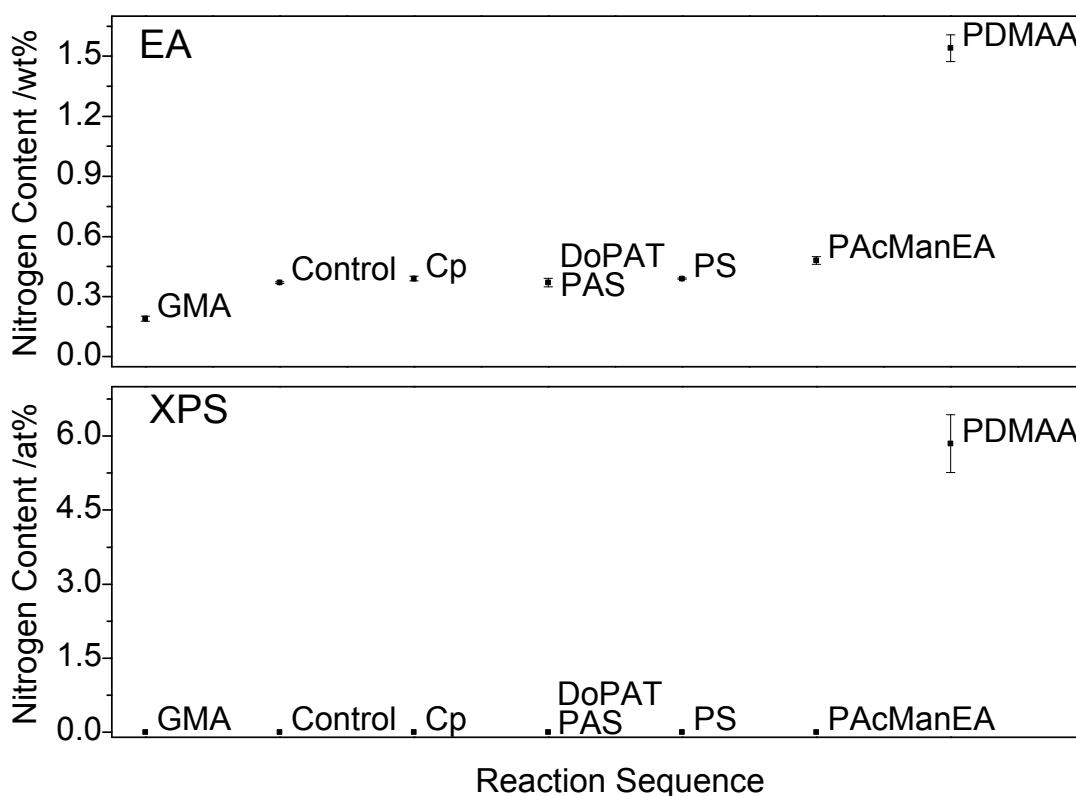 EA
Nitrogen Content /wt%
1.5
1.2
0.9
0.6
0.3
0.0
GMA
Control
Cp
DoPAT
PAS
PS
PAcManEA
PDMAA
XPS
Nitrogen Content /at%
6.0
4.5
3.0
1.5
0.0
GMA
Control
Cp
DoPAT
PAS
PS
PAcManEA
PDMAA
Reaction Sequence